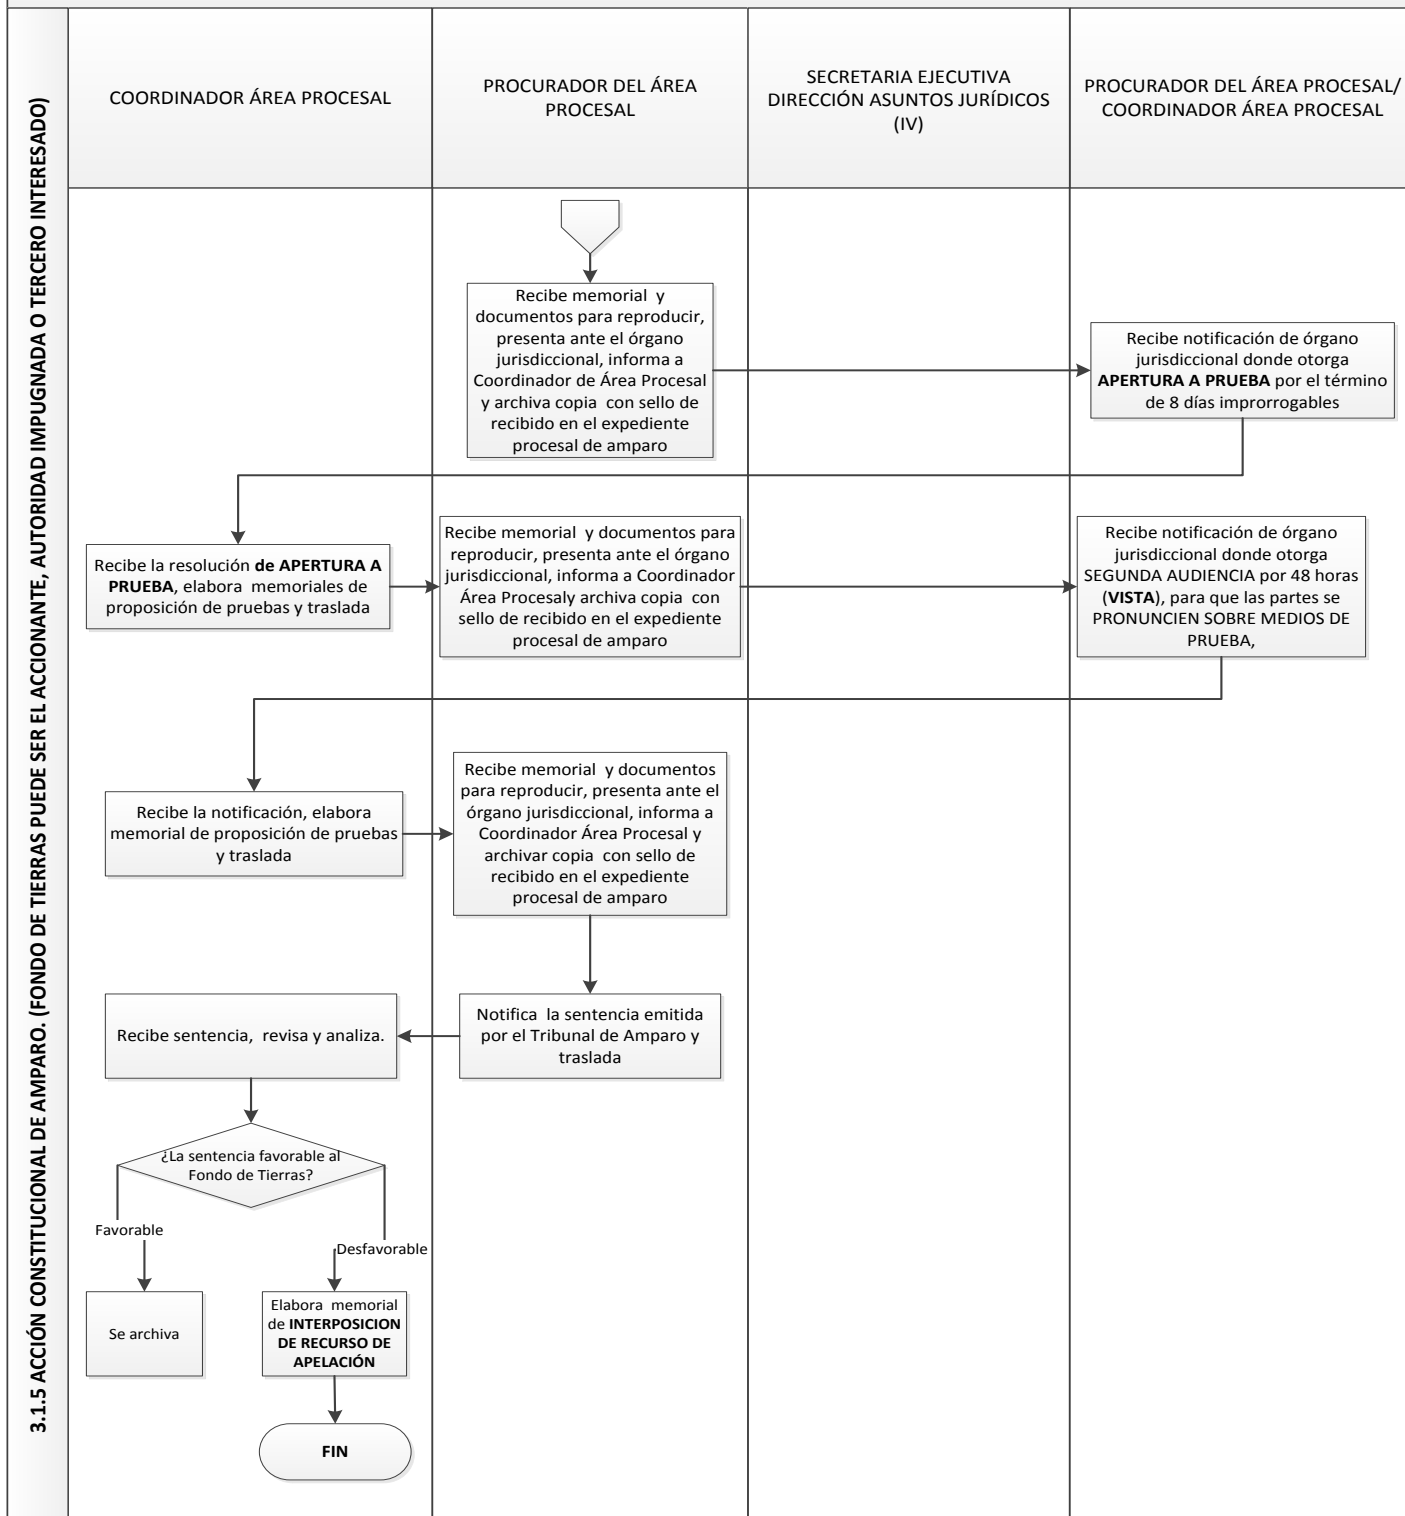 3.1.5 ACCIÓN CONSTITUCIONAL DE AMPARO. (FONDO DE TIERRAS PUEDE SER EL ACCIONANTE, AUTORIDAD IMPUGNADA O TERCERO INTERESADO)
COORDINADOR ÁREA PROCESAL
PROCURADOR DEL ÁREA
PROCESAL
SECRETARIA EJECUTIVA
DIRECCIÓN ASUNTOS JURÍDICOS
(IV)
PROCURADOR DEL ÁREA PROCESAL/
COORDINADOR ÁREA PROCESAL
Recibe memorial y
documentos para reproducir,
presenta ante el órgano
jurisdiccional, informa a
Coordinador de Área Procesal
y archiva copia con sello de
recibido en el expediente
procesal de amparo
Recibe notificación de órgano
jurisdiccional donde otorga
APERTURA A PRUEBA por el término
de 8 días improrrogables
Recibe la resolución de APERTURA A
PRUEBA, elabora memoriales de
proposición de pruebas y traslada
Recibe memorial y documentos para
reproducir, presenta ante el órgano
jurisdiccional, informa a Coordinador
Área Procesaly archiva copia con
sello de recibido en el expediente
procesal de amparo
Recibe notificación de órgano
jurisdiccional donde otorga
SEGUNDA AUDIENCIA por 48 horas
(VISTA), para que las partes se
PRONUNCIEN SOBRE MEDIOS DE
PRUEBA,
Recibe la notificación, elabora
memorial de proposición de pruebas
y traslada
Recibe memorial y documentos
para reproducir, presenta ante el
órgano jurisdiccional, informa a
Coordinador Área Procesal y
archivar copia con sello de
recibido en el expediente
procesal de amparo
Notifica la sentencia emitida
por el Tribunal de Amparo y
traslada
Recibe sentencia, revisa y analiza.
¿La sentencia favorable al
Fondo de Tierras?
Favorable
Desfavorable
Se archiva
Elabora memorial
de INTERPOSICION
DE RECURSO DE
APELACIÓN
FIN